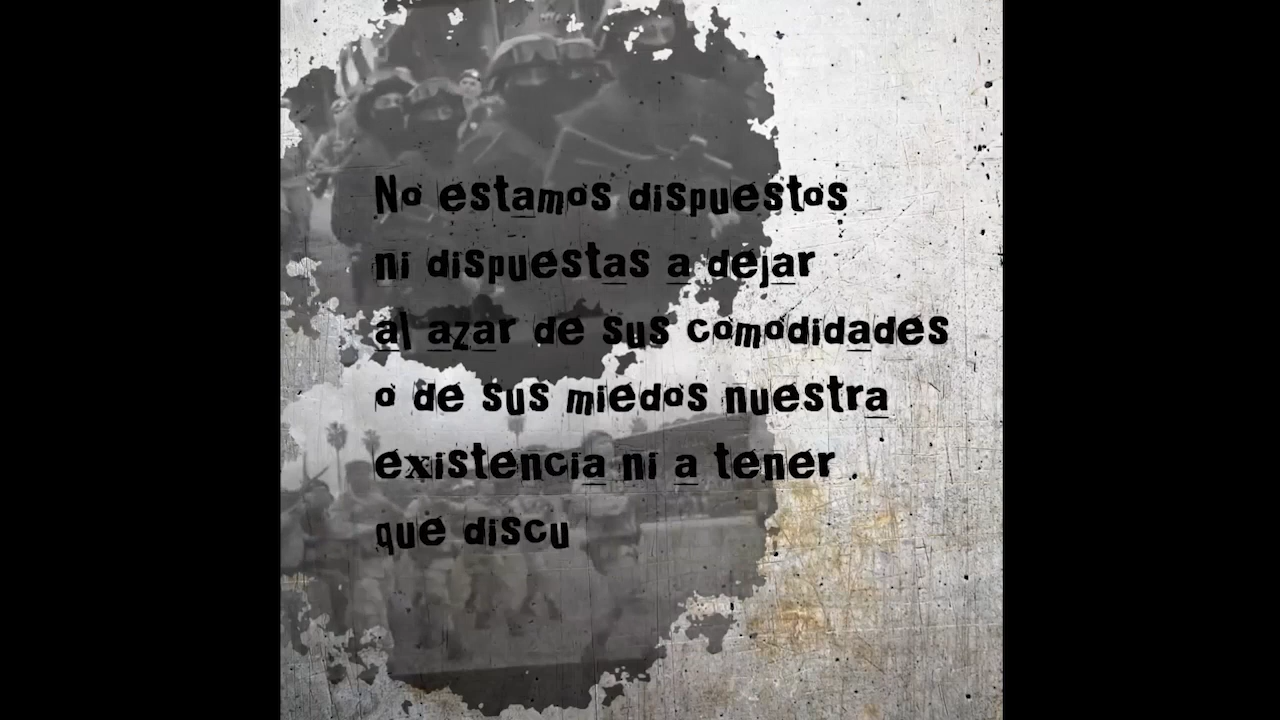 No estamos dispuestos
ni dispuestas a dejar
al azar de sus comodidades
o de sus miedos nuestra
existencia ni a tener
que discu